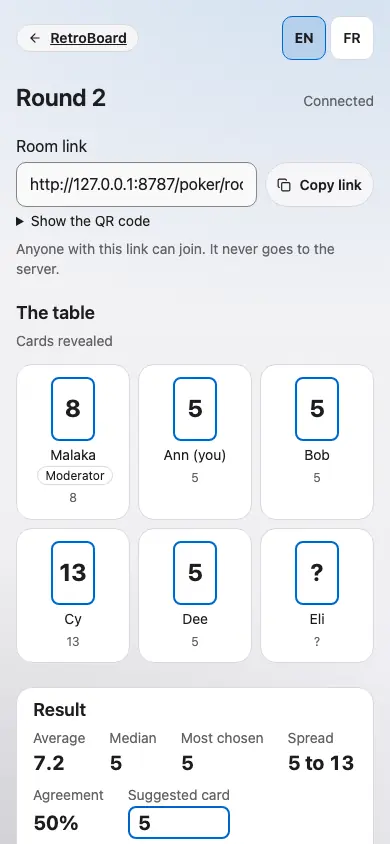 ← RetroBoard
EN FR
Round 2
Connected
Room link
http://127.0.0.1:8787/poker/roo
Copy link
▶ Show the QR code
Anyone with this link can join. It never goes to the
server.
The table
Cards revealed
8 5 5
Malaka Ann (you) Bob
Moderator 5 5
8
13 5 ?
Cy Dee Eli
13 5 ?
Result
Average Median Most chosen Spread
7.2 5 5 5 to 13
Agreement Suggested card
50% 5